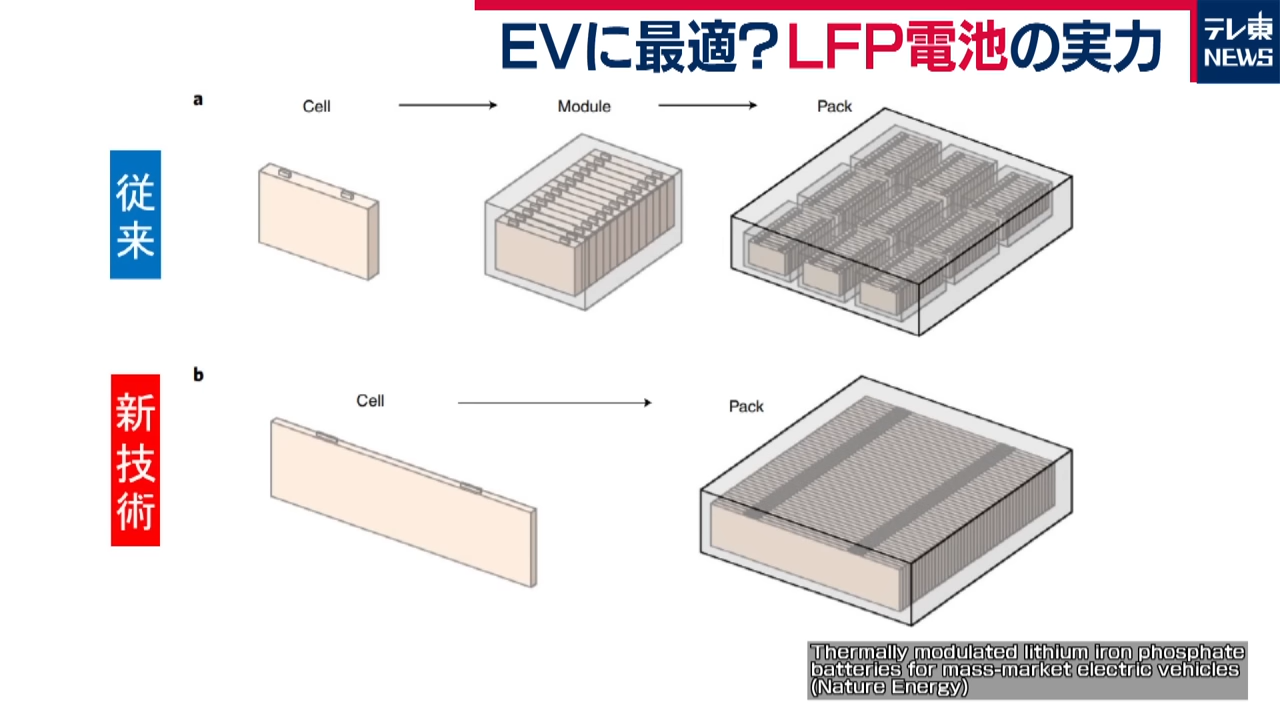 EVに最適?LFP電池の実力
テレ東
NEWS
a
Cell
Module
Pack
従来
b
Cell
Pack
新技術
Thermally modulated lithium iron phosphate
batteries for mass-market electric vehicles
(Nature Energy)